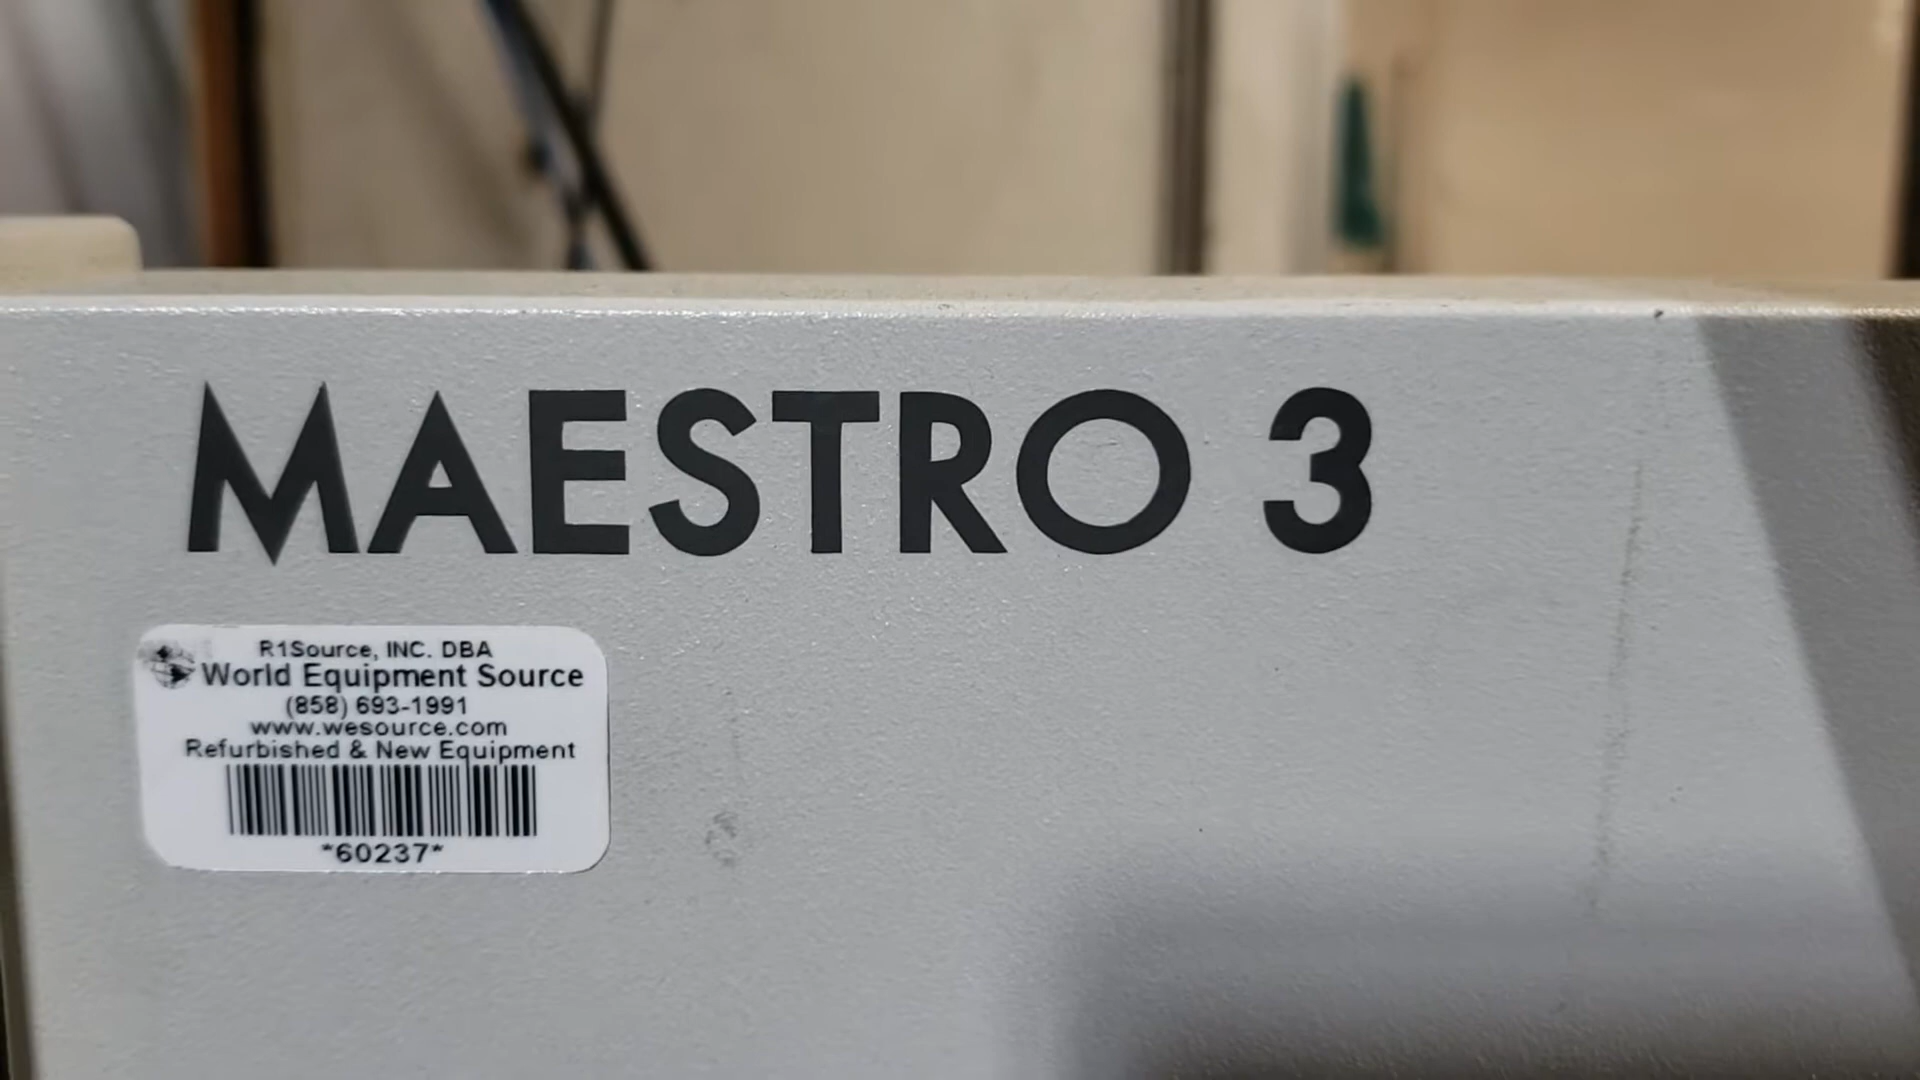 MAESTRO 3
R1Source, INC. DBA
World Equipment Source
(858) 693-1991
www.wesource.com
Refurbished & New Equipment
*60237*